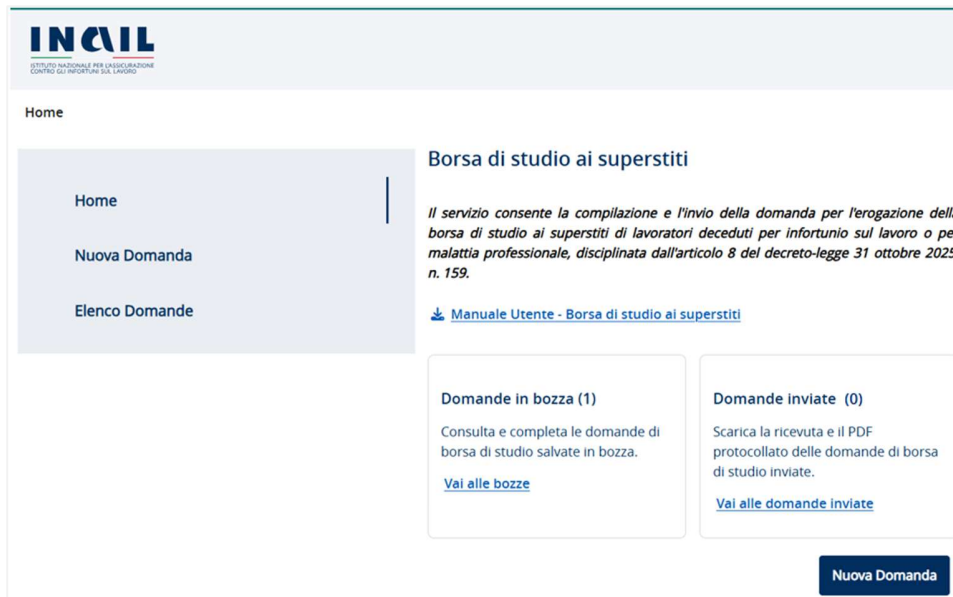 INAIL
ISTITUTO NAZIONALE PER L'ASSICURAZIONE
CONTRO GLI INFORTUNI SUL LAVORO
Home
Home
Nuova Domanda
Elenco Domande
Borsa di studio ai superstiti
Il servizio consente la compilazione e l'invio della domanda per l'erogazione dell
borsa di studio ai superstiti di lavoratori deceduti per infortunio sul lavoro o pe
malattia professionale, disciplinata dall'articolo 8 del decreto-legge 31 ottobre 2025
n. 159.
Manuale Utente - Borsa di studio ai superstiti
Domande in bozza (1)
Consulta e completa le domande di
borsa di studio salvate in bozza.
Vai alle bozze
Domande inviate (0)
Scarica la ricevuta e il PDF
protocollato delle domande di borsa
di studio inviate.
Vai alle domande inviate
Nuova Domanda